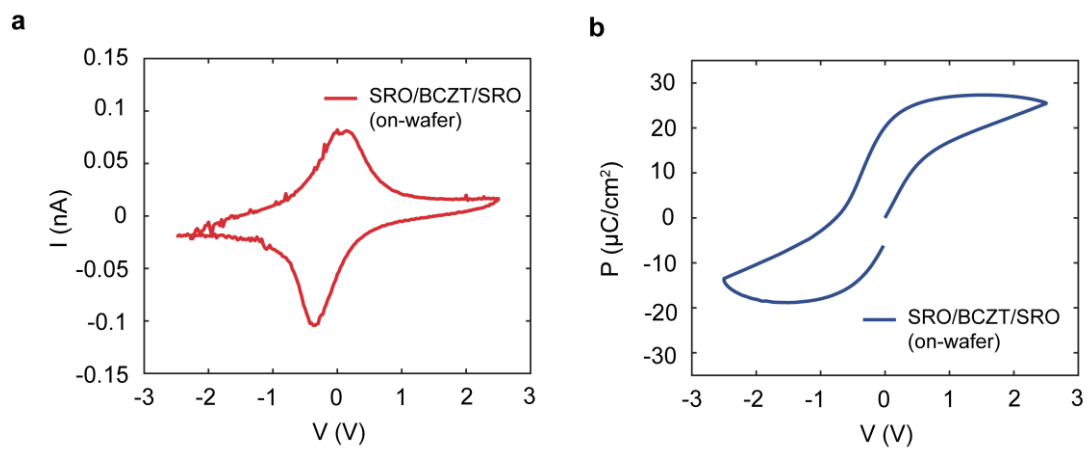 a
0.15
0.1
0.05
0
-0.05
-0.1
-0.15
I (nA)
SRO/BCZT/SRO
(on-wafer)
-3 -2 -1 0 1 2 3
V (V)
b
30
20
10
0
-10
-20
-30
P (μC/cm²)
SRO/BCZT/SRO
(on-wafer)
-3 -2 -1 0 1 2 3
V (V)